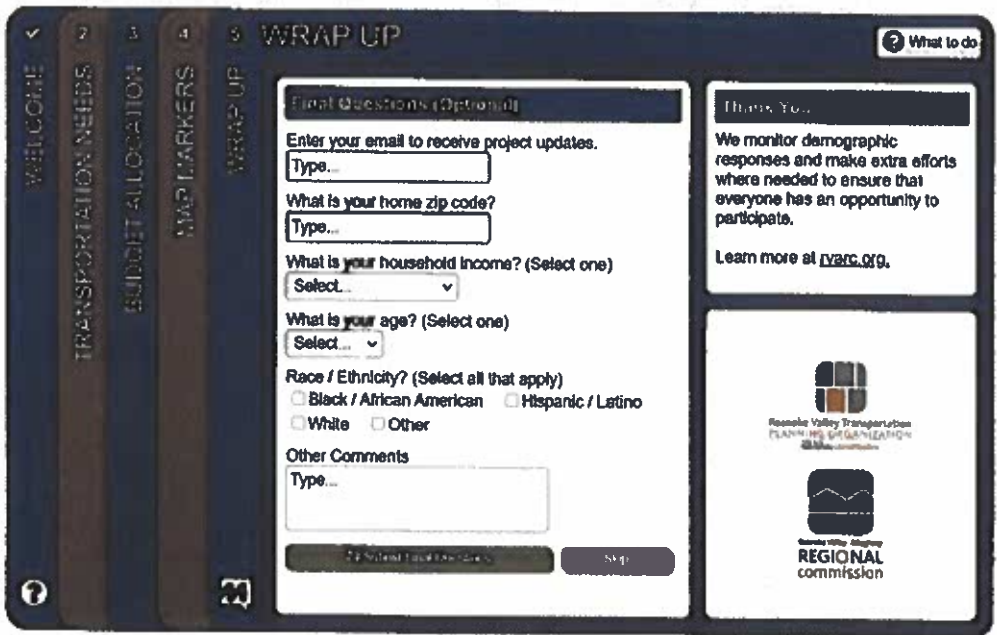 ✓ 2 3 4 5 WRAP UP
? What to do
WELCOME
TRANSPORTATION NEEDS
BUDGET ALLOCATION
MAP MARKERS
WRAP UP
Final Questions (Optional)
Enter your email to receive project updates.
Type...
What is your home zip code?
Type...
What is your household Income? (Select one)
Select...
What is your age? (Select one)
Select...
Race / Ethnicity? (Select all that apply)
Black / African American Hispanic / Latino
White Other
Other Comments
Type...
Skip
Thank You
We monitor demographic
responses and make extra efforts
where needed to ensure that
everyone has an opportunity to
participate.
Learn more at rvarc.org.
Roanoke Valley Transportation
PLANNING ORGANIZATION
REGIONAL
commission
?